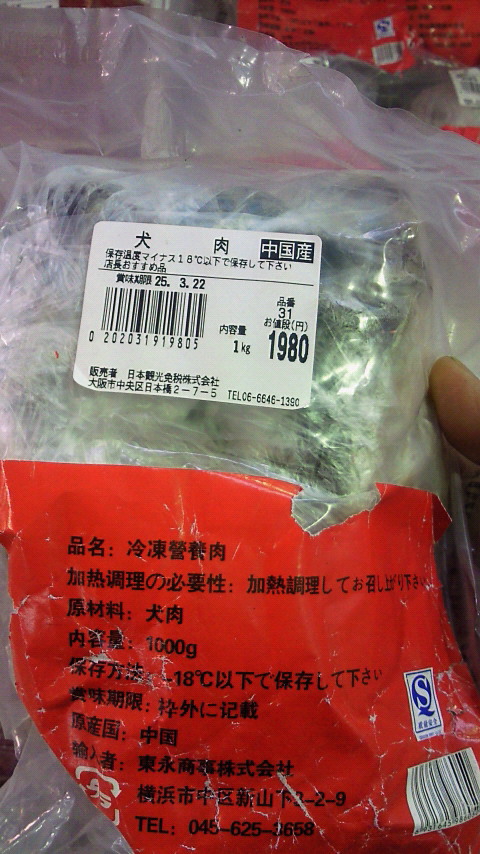 犬 肉 中国産
保存温度マイナス18℃以下で保存して下さい
店長おすすめ品
賞味期限 25. 3.22
品番
31
お値段(円)
内容量
1kg 1980
0 202031 919805
販売者 日本観光免税株式会社
大阪市中央区日本橋2-7-5 TEL06-6646-1390
品名: 冷凍營養肉
加热调理の必要性: 加熱調理してお召し上がり下さい
原材料: 犬肉
内容量: 1000g
保存方法: -18℃以下で保存して下さい
賞味期限: 枠外に記載
原産国: 中国
輸入者: 東永商事株式会社
横浜市中区新山下3-2-9
TEL: 045-625-3658